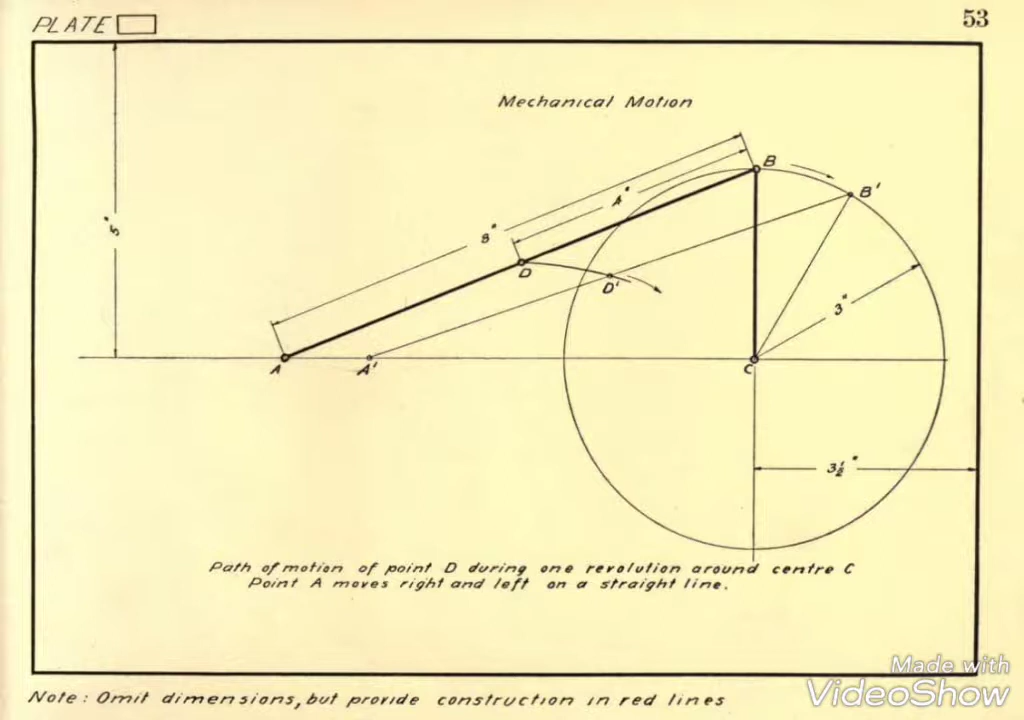 PLATE
53
5"
Mechanical Motion
B
B'
4"
8"
D
D'
3"
A
A'
C
3½"
Path of motion of point D during one revolution around centre C
Point A moves right and left on a straight line.
Note: Omit dimensions, but provide construction in red lines
Made with
VideoShow